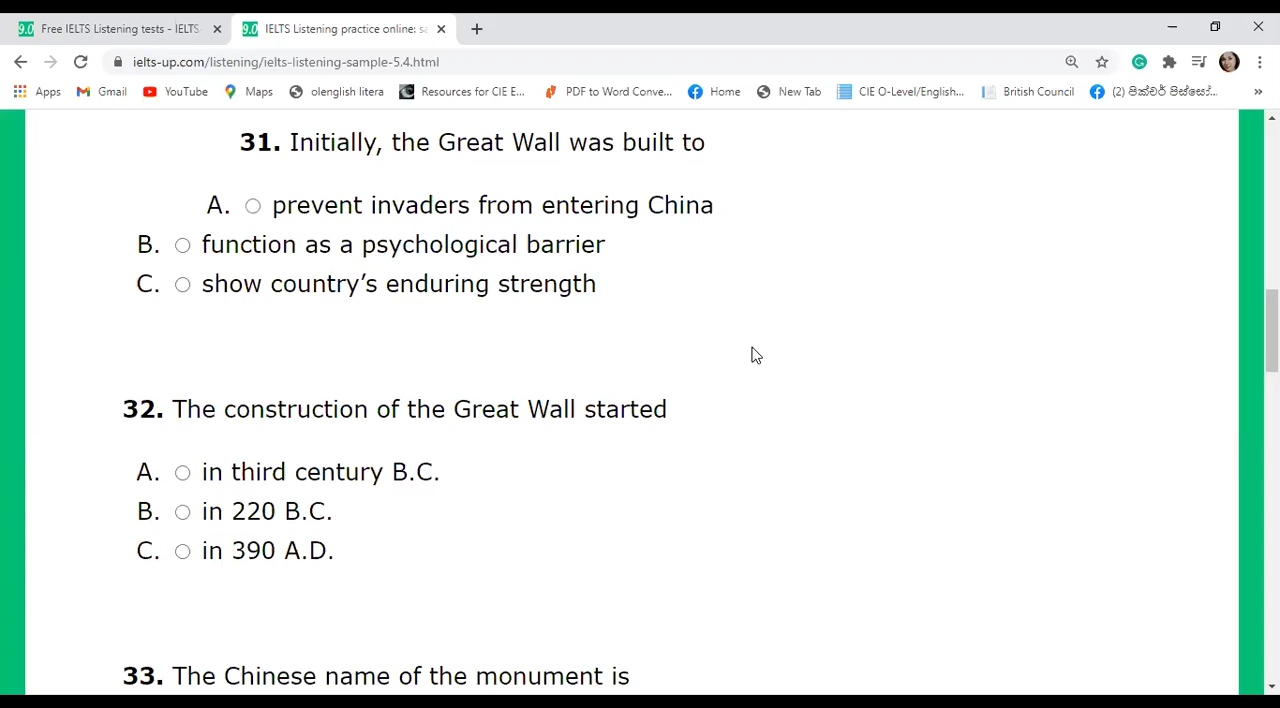 Free IELTS Listening tests - IELTS
IELTS Listening practice online: sa
ielts-up.com/listening/ielts-listening-sample-5.4.html
Apps Gmail YouTube Maps olenglish litera Resources for CIE E... PDF to Word Conve... Home New Tab CIE O-Level/English... British Council (2) පික්චර් පිස්සෝ... »
31. Initially, the Great Wall was built to
A. prevent invaders from entering China
B. function as a psychological barrier
C. show country’s enduring strength
32. The construction of the Great Wall started
A. in third century B.C.
B. in 220 B.C.
C. in 390 A.D.
33. The Chinese name of the monument is